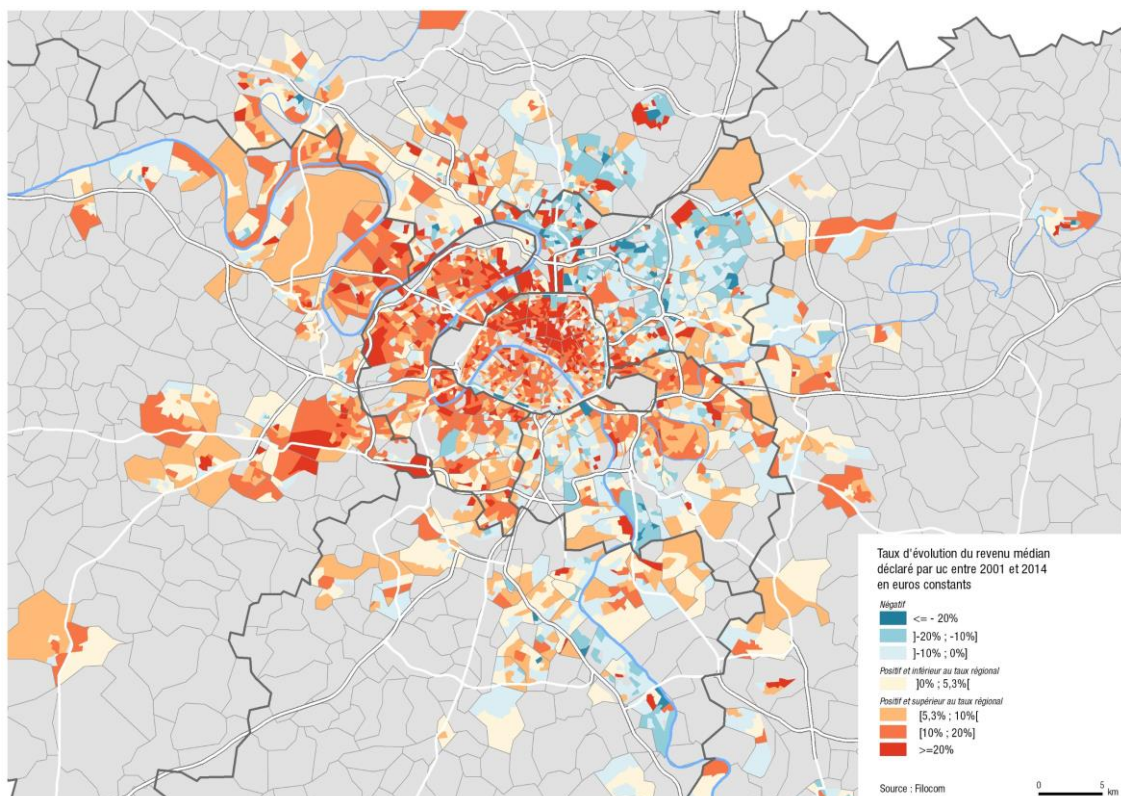 Taux d'évolution du revenu médian
déclaré par uc entre 2001 et 2014
en euros constants
Négatif
<= - 20%
]-20% ; -10%]
]-10% ; 0%]
Positif et inférieur au taux régional
]0% ; 5,3%[
Positif et supérieur au taux régional
[5,3% ; 10%[
[10% ; 20%]
>=20%
Source : Filocom
0 5
km